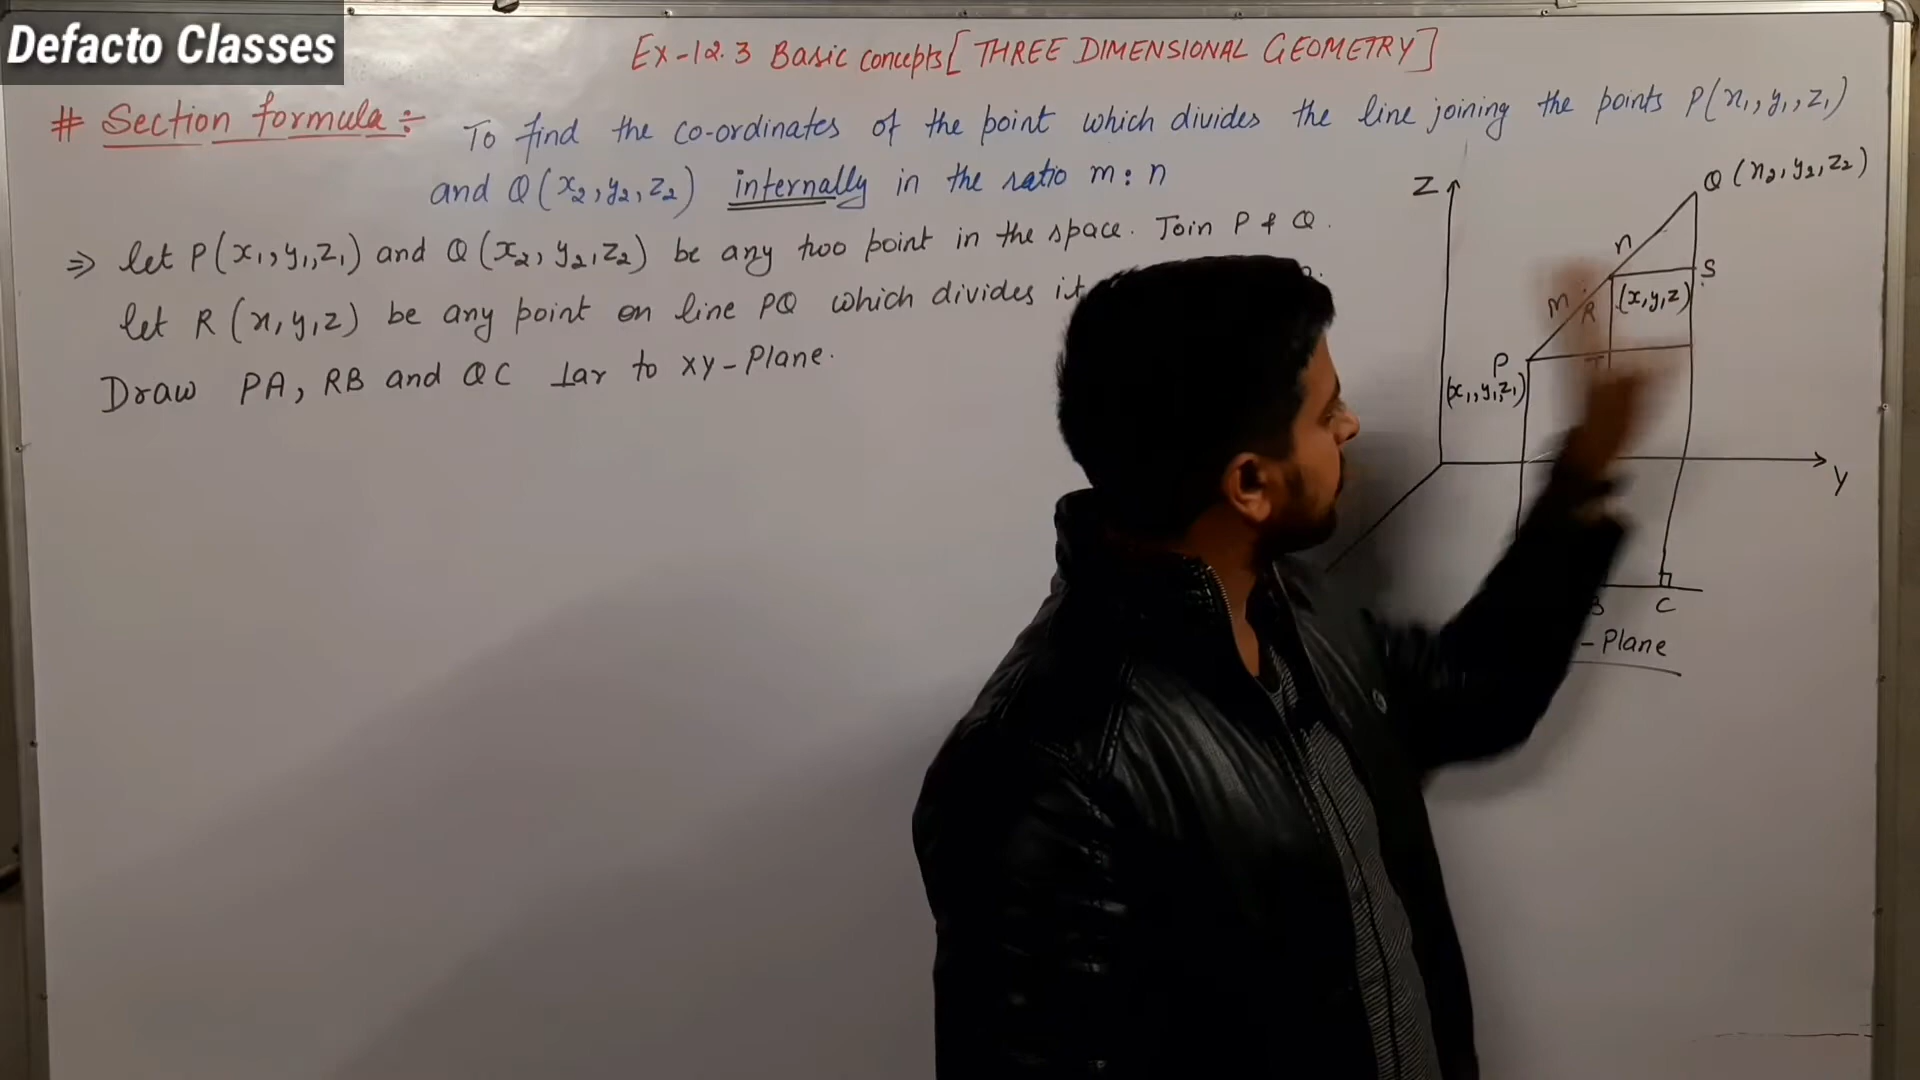 Defacto Classes
Ex-12.3 Basic concepts [THREE DIMENSIONAL GEOMETRY]
# Section formula :- To find the co-ordinates of the point which divides the line joining the points P(x₁, y₁, z₁)
and Q(x₂, y₂, z₂) internally in the ratio m : n
⇒ let P(x₁, y₁, z₁) and Q(x₂, y₂, z₂) be any two point in the space. Join P & Q.
let R(x, y, z) be any point on line PQ which divides it
Draw PA, RB and QC ⊥ar to xy-Plane.
Z
Q(x₂, y₂, z₂)
n
S
m
R
(x, y, z)
P
(x₁, y₁, z₁)
Y
B
C
-Plane